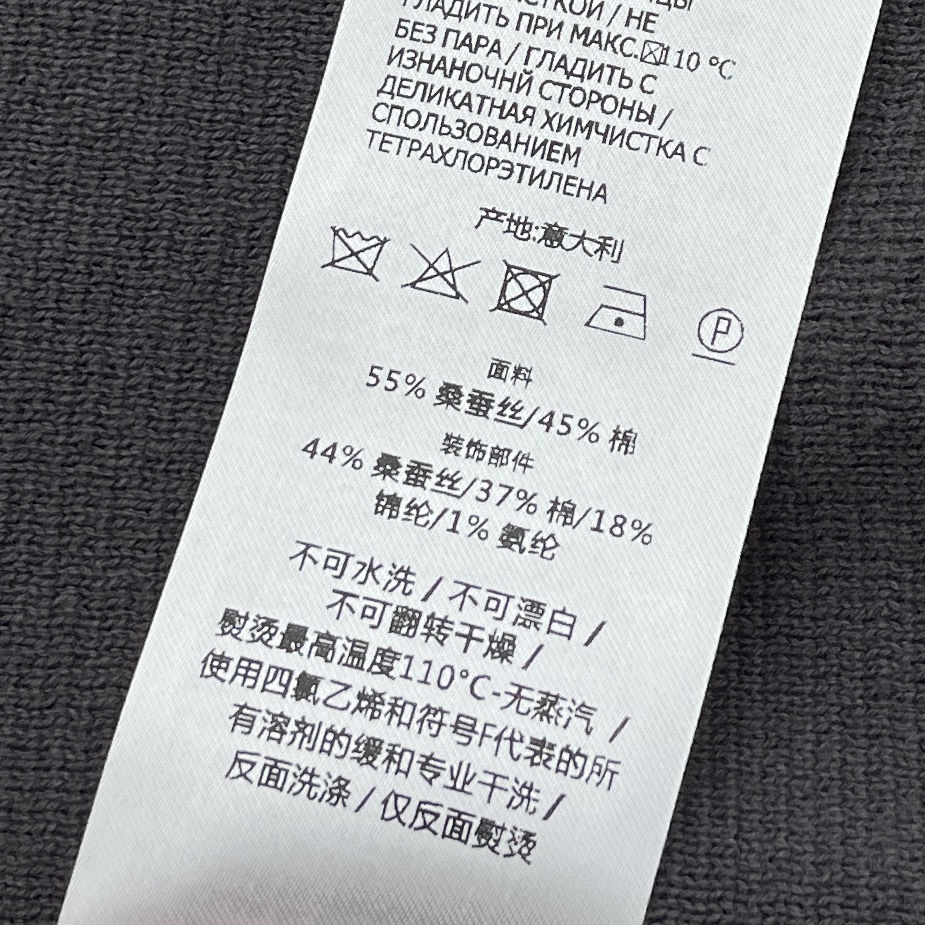 СТКОЙ / НЕ
ГЛАДИТЬ ПРИ МАКС.110 °C
БЕЗ ПАРА / ГЛАДИТЬ С
ИЗНАНОЧНЙ СТОРОНЫ /
ДЕЛИКАТНАЯ ХИМЧИСТКА С
СПОЛЬЗОВАНИЕМ
ТЕТРАХЛОРЭТИЛЕНА
产地:意大利
P
面料
55% 桑蚕丝/45% 棉
装饰部件
44% 桑蚕丝/37% 棉/18%
锦纶/1% 氨纶
不可水洗 / 不可漂白 /
不可翻转干燥 /
熨烫最高温度110°C-无蒸汽 /
使用四氯乙烯和符号F代表的所
有溶剂的缓和专业干洗 /
反面洗涤 / 仅反面熨烫